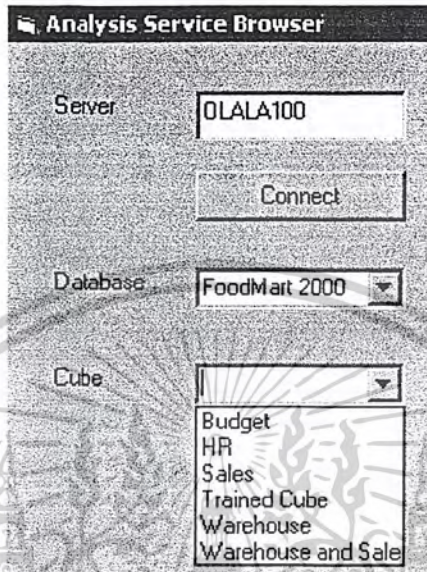 Analysis Service Browser
Server OLALA100
Connect
Database FoodMart 2000
Cube
Budget
HR
Sales
Trained Cube
Warehouse
Warehouse and Sale